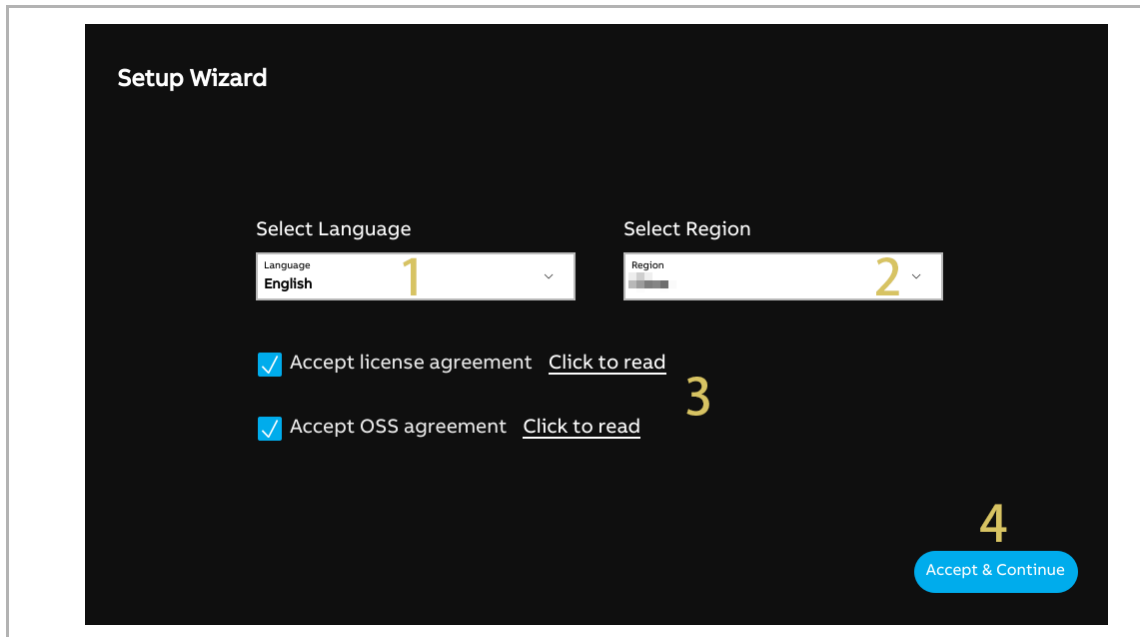 Setup Wizard
Select Language Select Region
Language
English
1
Region
2
Accept license agreement Click to read
3
Accept OSS agreement Click to read
4
Accept & Continue